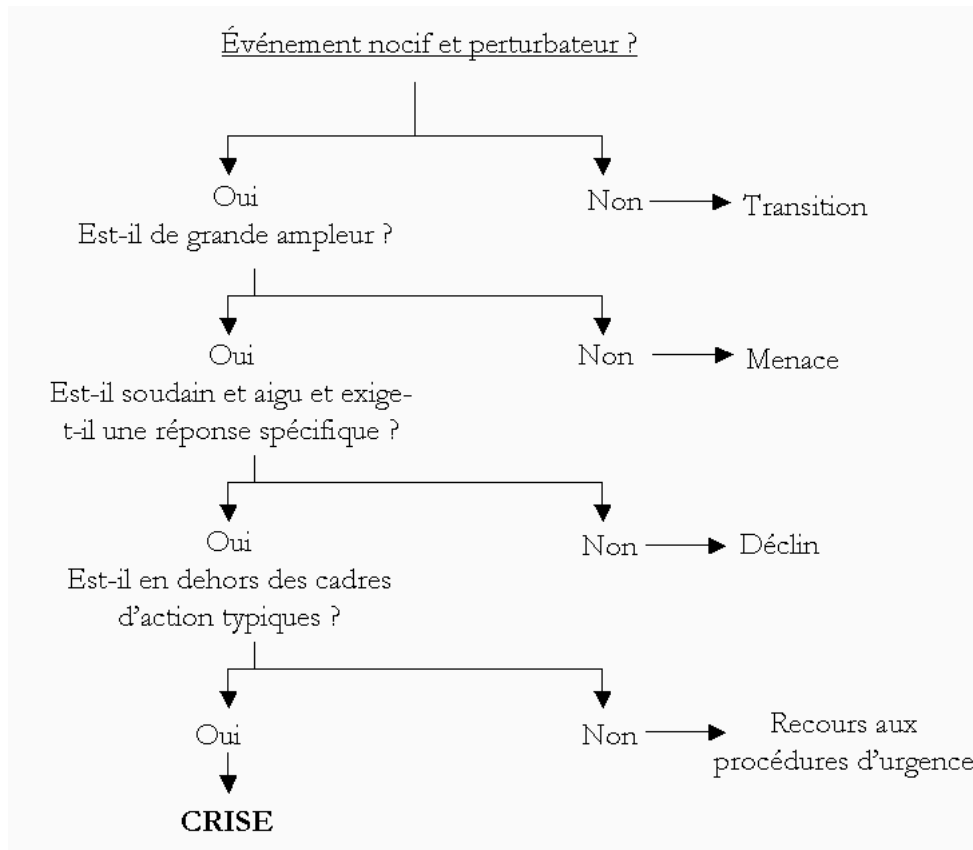 Événement nocif et perturbateur ?
Oui
Non
Transition
Est-il de grande ampleur ?
Oui
Non
Menace
Est-il soudain et aigu et exige-
t-il une réponse spécifique ?
Oui
Non
Déclin
Est-il en dehors des cadres
d'action typiques ?
Oui
Non
Recours aux
procédures d'urgence
CRISE